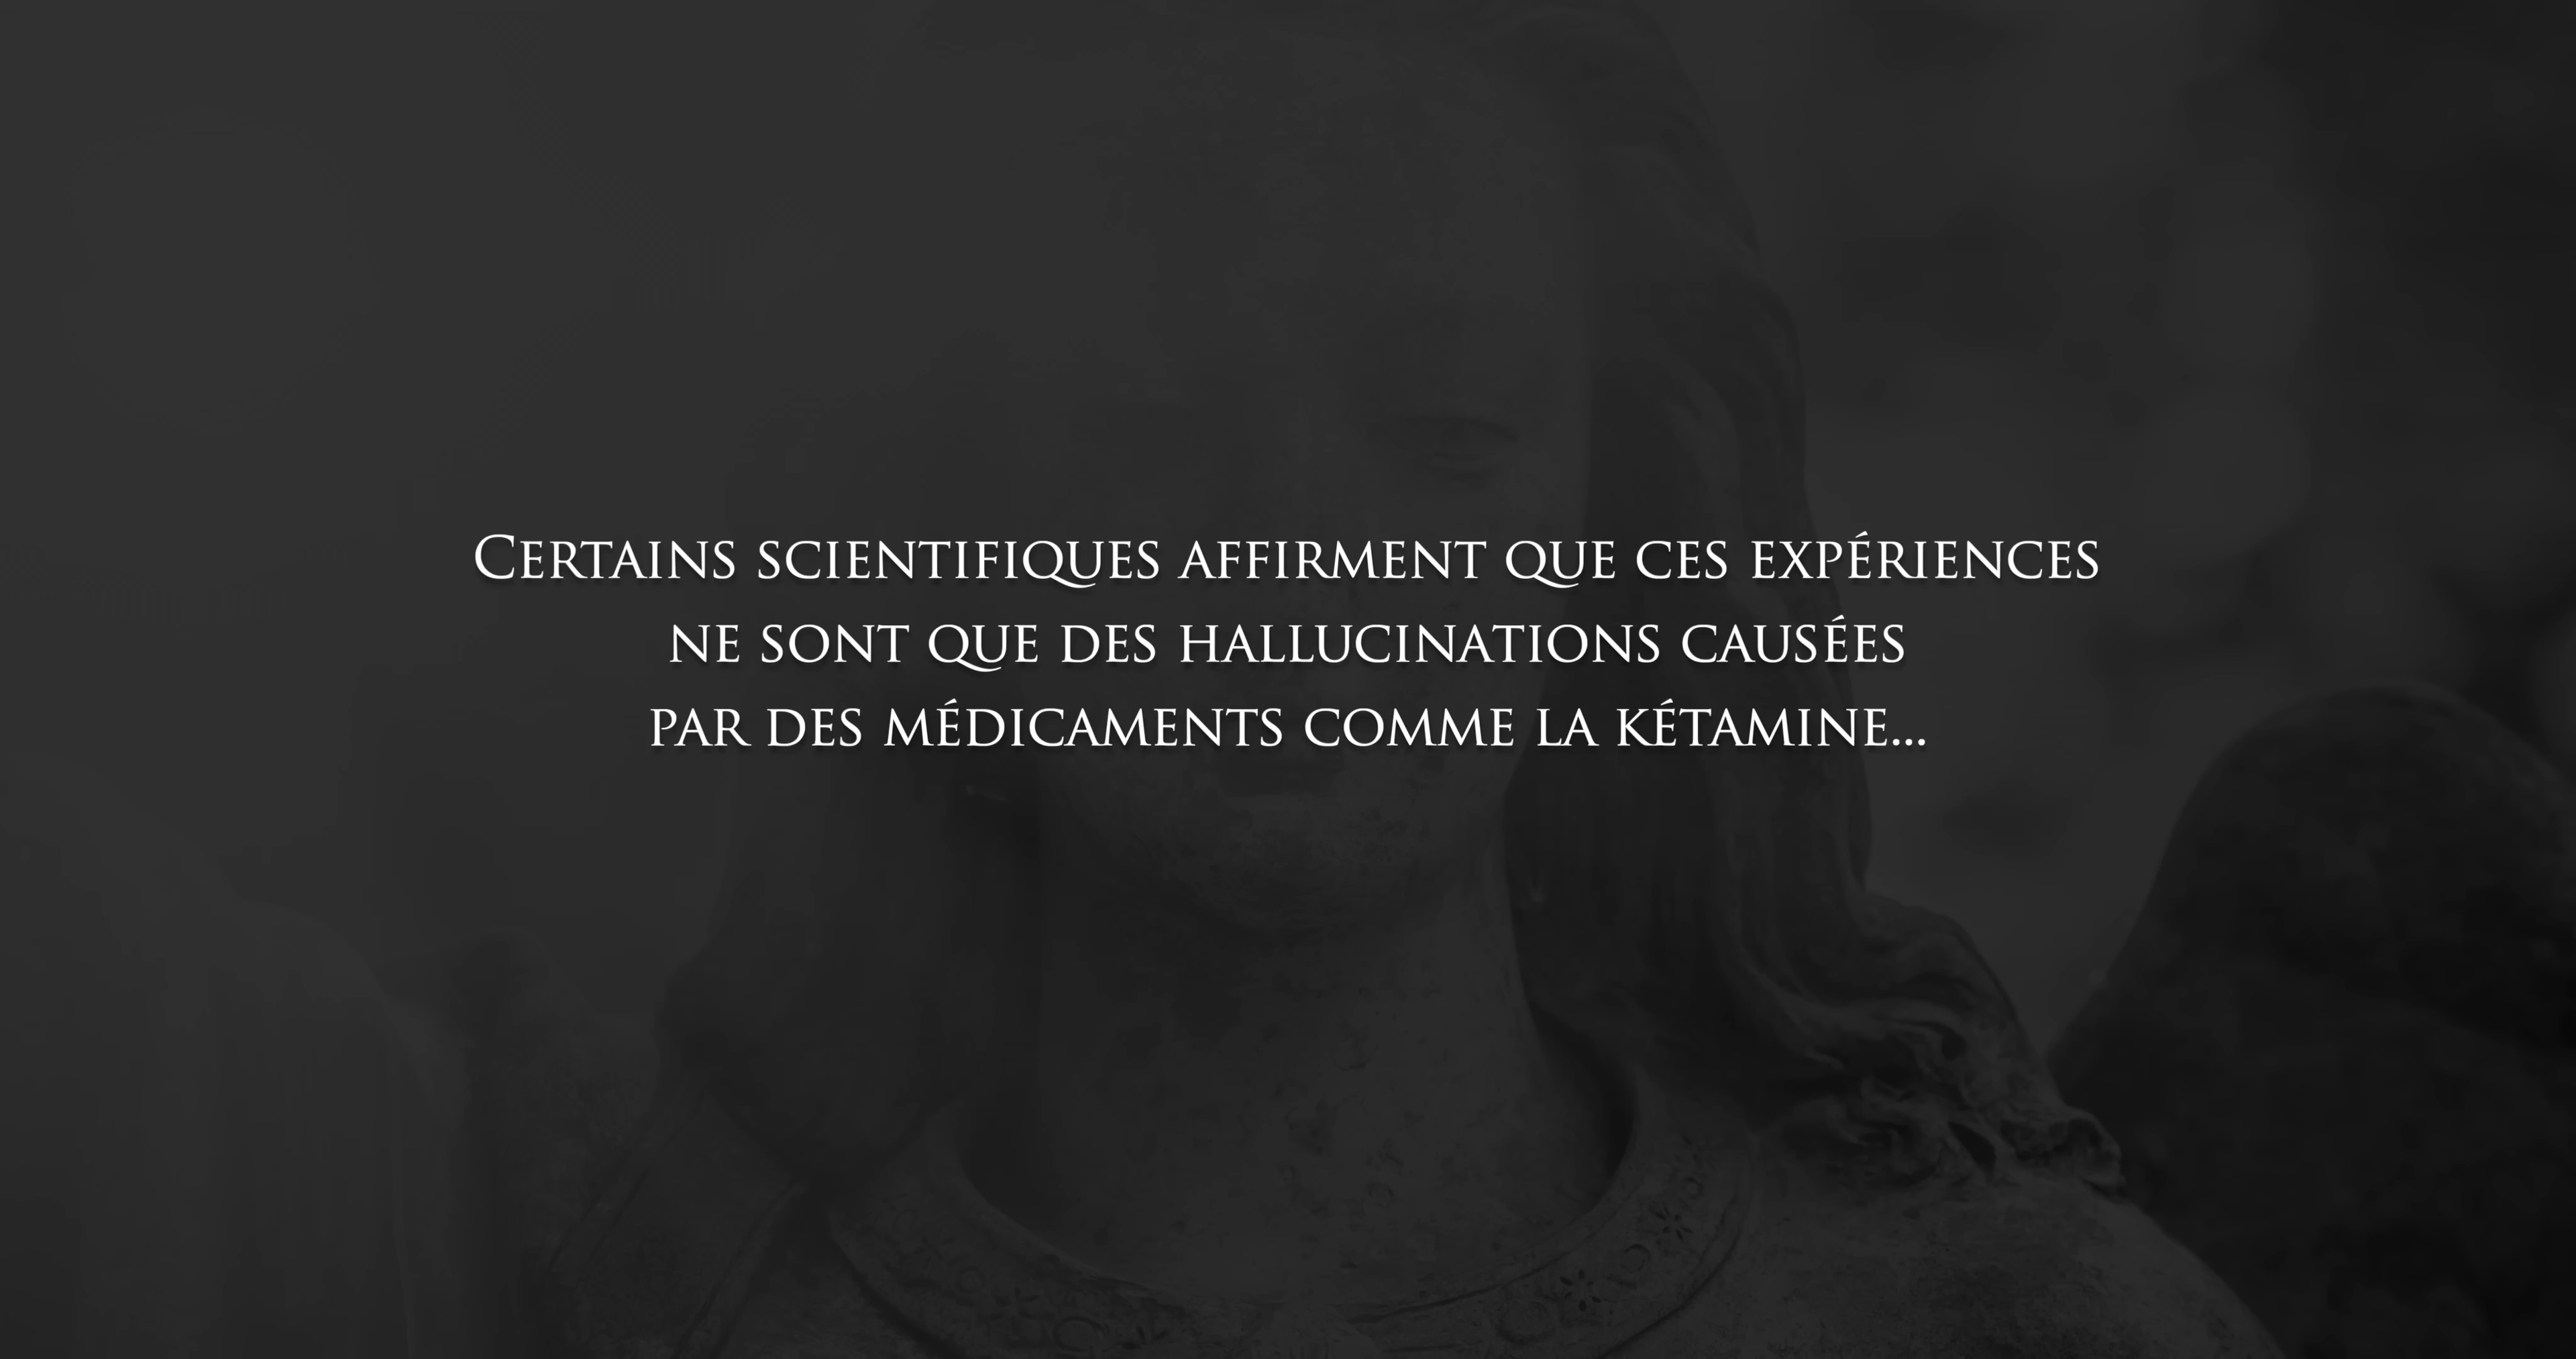 Certains scientifiques affirment que ces expériences
ne sont que des hallucinations causées
par des médicaments comme la kétamine...